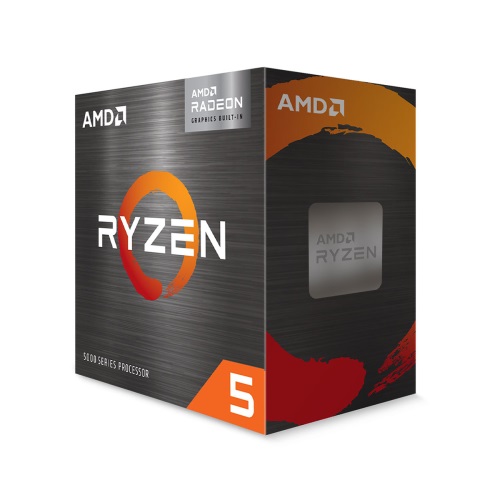 AMD
AMD
RADEON
GRAPHICS BUILT-IN
RYZEN
5000 SERIES PROCESSOR
5
AMD
AMD
RYZEN